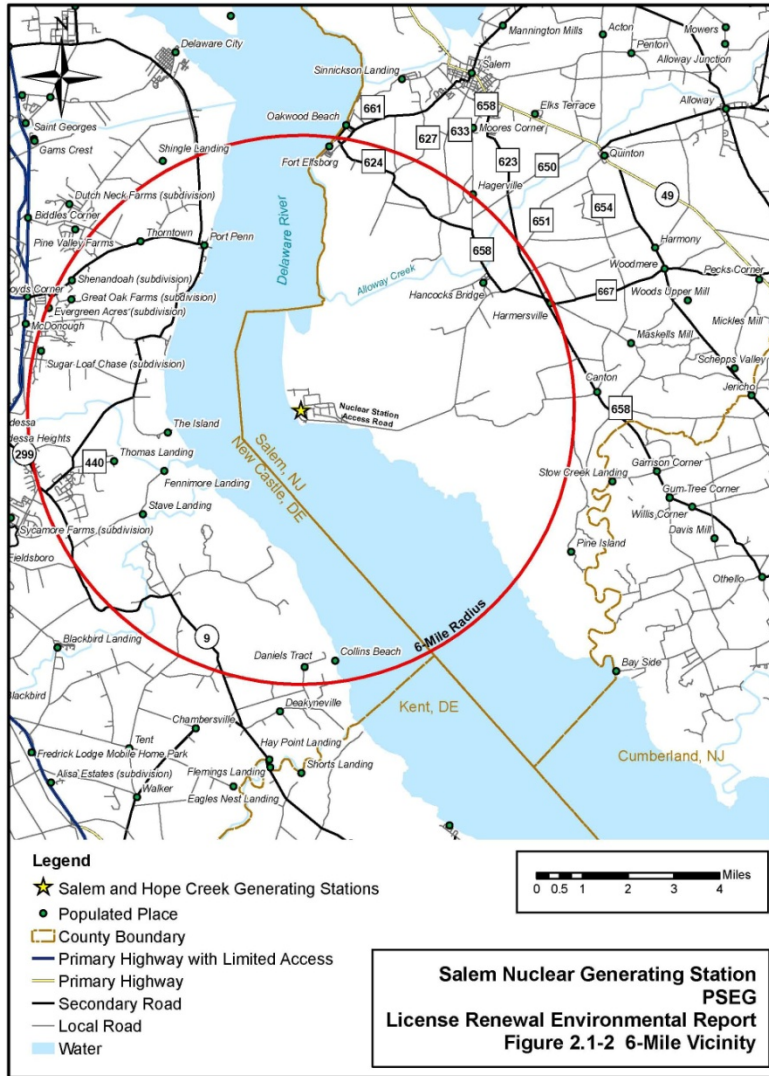 N
Delaware City
Mannington Mills
Acton
Mowers
Penton
Alloway Junction
Sinnickson Landing
Salem
661
658
Elks Terrace
Alloway
Oakwood Beach
Saint Georges
Gams Crest
Shingle Landing
627
633
Moores Corner
Fort Elfsborg
624
623
650
Quinton
Dutch Neck Farms (subdivision)
Hagerville
49
Biddles Corner
651
654
Pine Valley Farms
Thorntown
Port Penn
Delaware River
658
Harmony
Woodmere
Pecks Corner
Shenandoah (subdivision)
Alloway Creek
Hancocks Bridge
667
Woods Upper Mill
oyds Corner
Great Oak Farms (subdivision)
Evergreen Acres (subdivision)
Harmersville
Mickles Mill
McDonough
Maskells Mill
Sugar Loaf Chase (subdivision)
Schepps Valley
Canton
Jericho
Nuclear Station
Access Road
658
dessa
The Island
Salem, NJ
New Castle, DE
dessa Heights
299
440
Thomas Landing
Garrison Corner
Fennimore Landing
Stow Creek Landing
Gum Tree Corner
Stave Landing
Willis Corner
Sycamore Farms (subdivision)
Davis Mill
Fieldsboro
Pine Island
Othello
9
6-Mile Radius
Blackbird Landing
Daniels Tract
Collins Beach
Bay Side
Blackbird
Kent, DE
Deakyneville
Chambersville
Cumberland, NJ
Tent
Fredrick Lodge Mobile Home Park
Hay Point Landing
Alisa Estates (subdivision)
Flemings Landing
Shorts Landing
Walker
Eagles Nest Landing
Legend
Salem and Hope Creek Generating Stations
Populated Place
County Boundary
Primary Highway with Limited Access
Primary Highway
Secondary Road
Local Road
Water
Miles
0 0.5 1 2 3 4
Salem Nuclear Generating Station
PSEG
License Renewal Environmental Report
Figure 2.1-2 6-Mile Vicinity